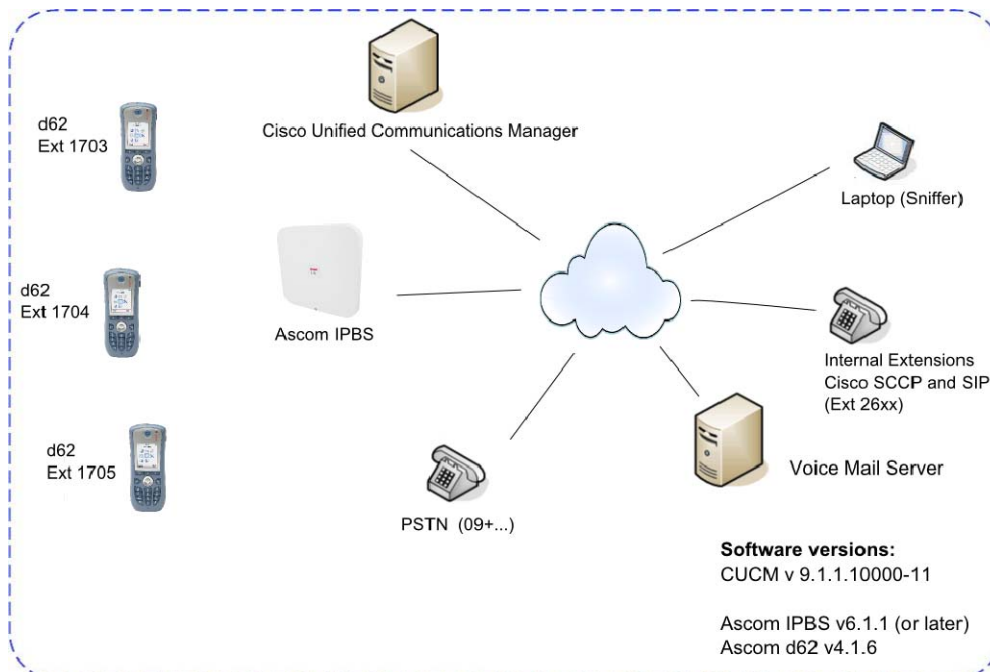 Cisco Unified Communications Manager
d62
Ext 1703
Laptop (Sniffer)
d62
Ext 1704
Ascom IPBS
Internal Extensions
Cisco SCCP and SIP
(Ext 26xx)
d62
Ext 1705
Voice Mail Server
PSTN (09+...)
Software versions:
CUCM v 9.1.1.10000-11
Ascom IPBS v6.1.1 (or later)
Ascom d62 v4.1.6